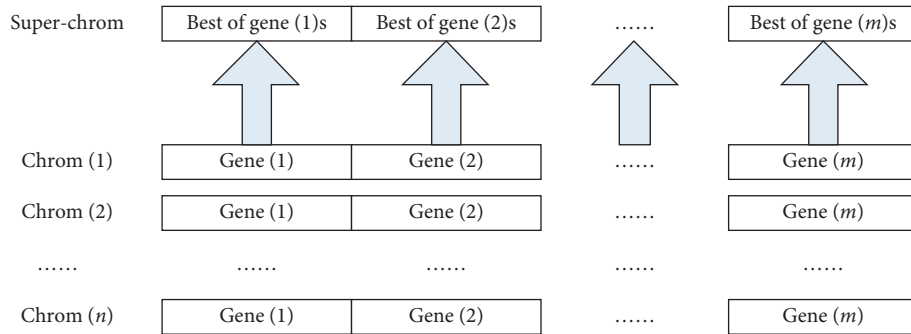 Super-chrom Best of gene (1)s Best of gene (2)s ...... Best of gene (m)s
Chrom (1) Gene (1) Gene (2) ...... Gene (m)
Chrom (2) Gene (1) Gene (2) ...... Gene (m)
...... ...... ...... ...... ......
Chrom (n) Gene (1) Gene (2) ...... Gene (m)